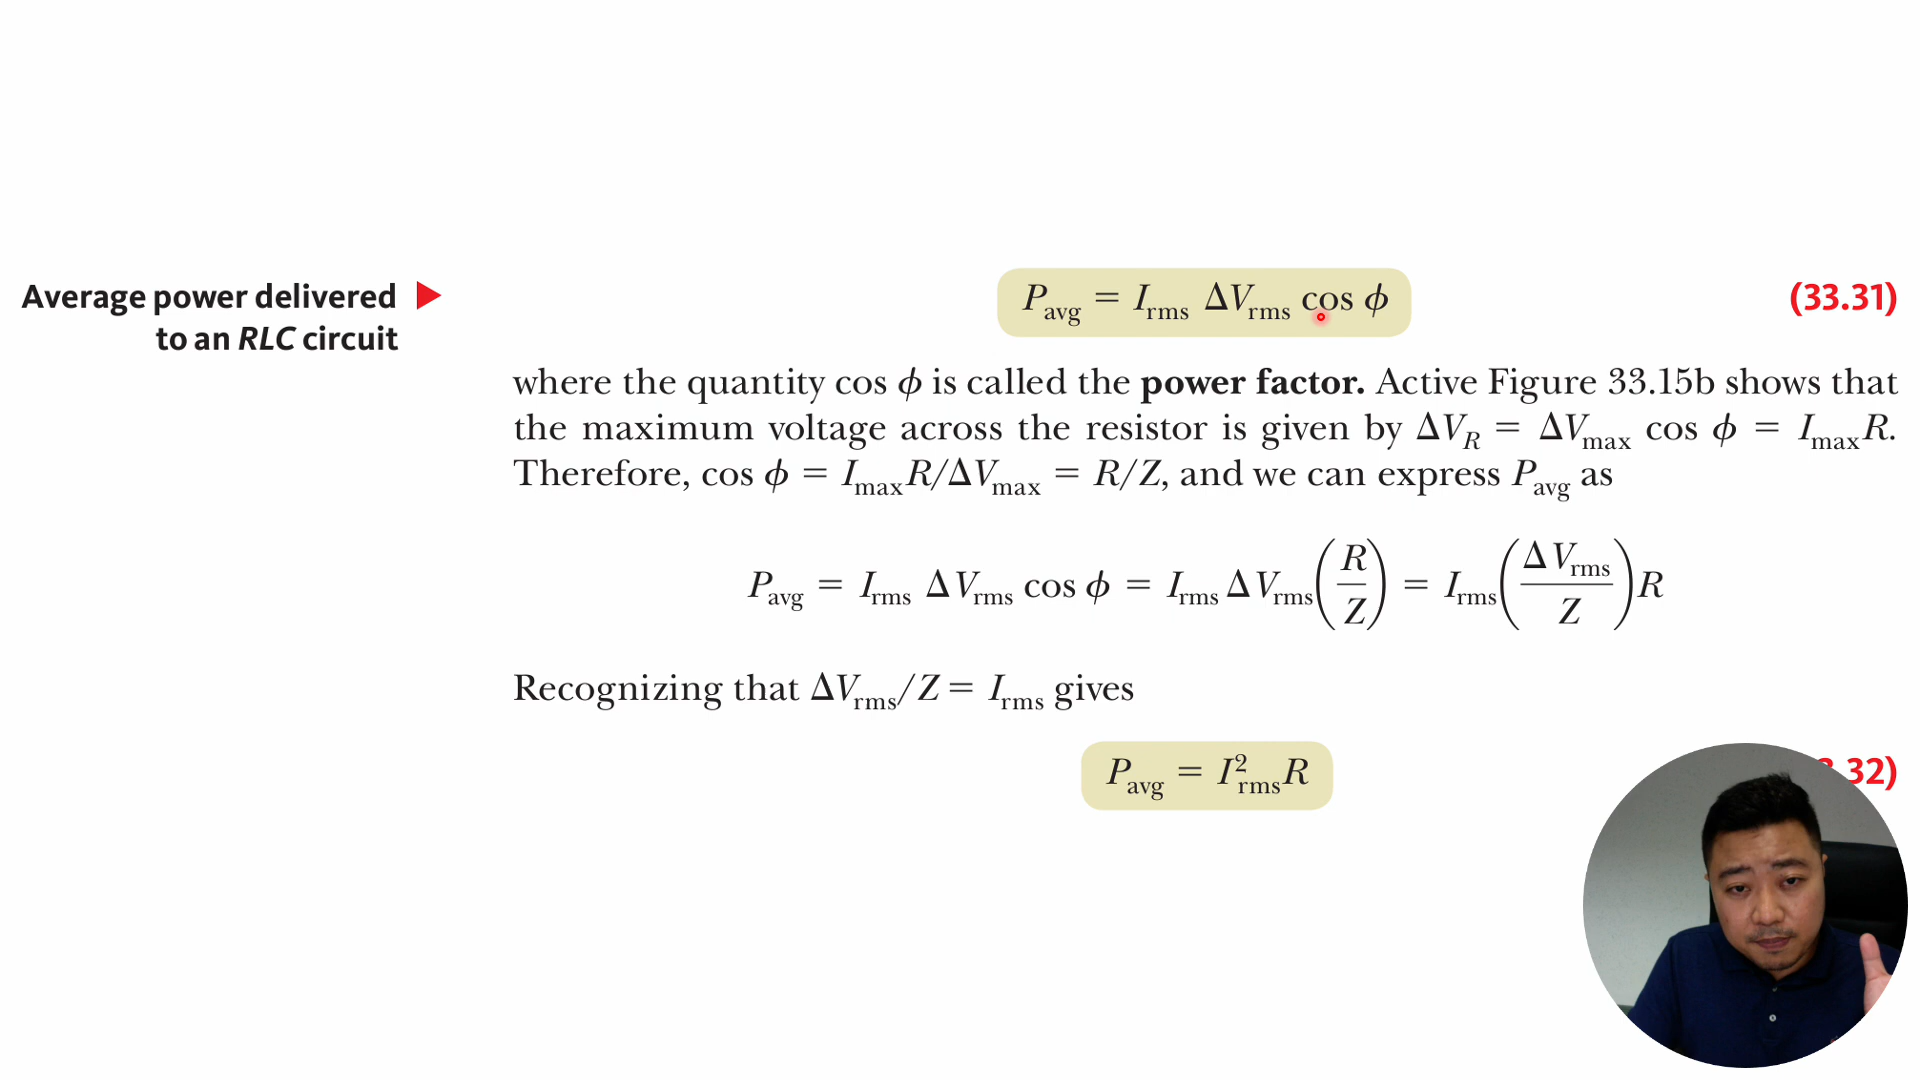 Average power delivered
to an RLC circuit
P_avg = I_rms ΔV_rms cos ϕ (33.31)
where the quantity cos ϕ is called the power factor. Active Figure 33.15b shows that
the maximum voltage across the resistor is given by ΔV_R = ΔV_max cos ϕ = I_max R.
Therefore, cos ϕ = I_max R/ΔV_max = R/Z, and we can express P_avg as
P_avg = I_rms ΔV_rms cos ϕ = I_rms ΔV_rms (R/Z) = I_rms (ΔV_rms/Z) R
Recognizing that ΔV_rms/Z = I_rms gives
P_avg = I²_rms R .32)